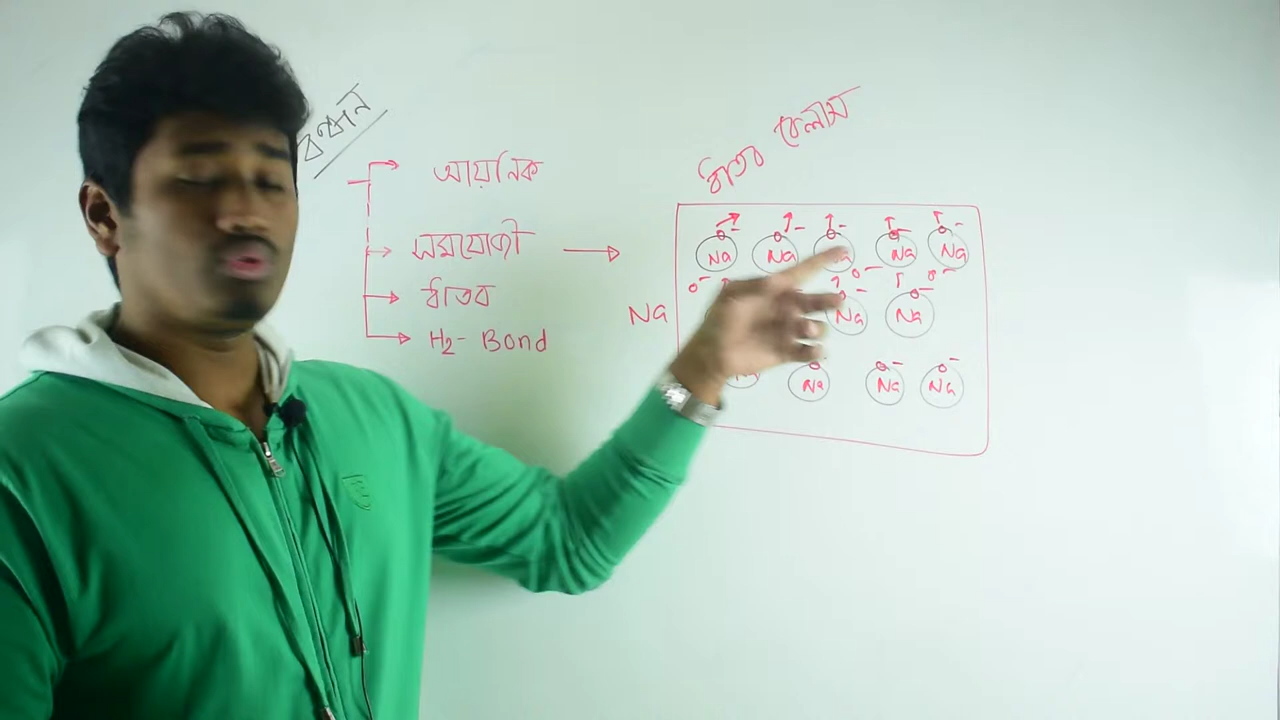 বন্ধন
আয়নিক
সমযোজী
ধাতব
H2- Bond
ধাতব কেলাস
Na
Na Na Na Na Na
Na Na
Na Na Na Na